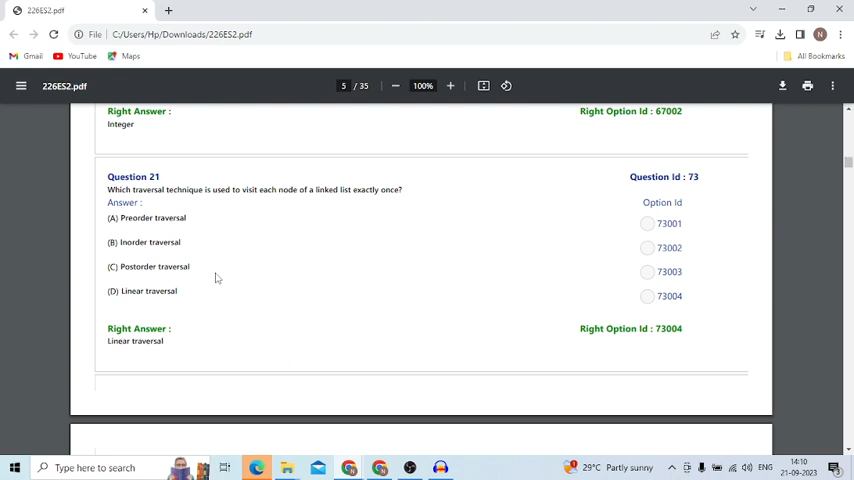 226ES2.pdf
File
C:/Users/Hp/Downloads/226ES2.pdf
N
Gmail
YouTube
Maps
All Bookmarks
226ES2.pdf
5 / 35
100%
Right Answer :
Right Option Id : 67002
Integer
Question 21
Question Id : 73
Which traversal technique is used to visit each node of a linked list exactly once?
Answer :
Option Id
(A) Preorder traversal
73001
(B) Inorder traversal
73002
(C) Postorder traversal
73003
(D) Linear traversal
73004
Right Answer :
Right Option Id : 73004
Linear traversal
Type here to search
29°C Partly sunny
ENG
14:10
21-09-2023
3